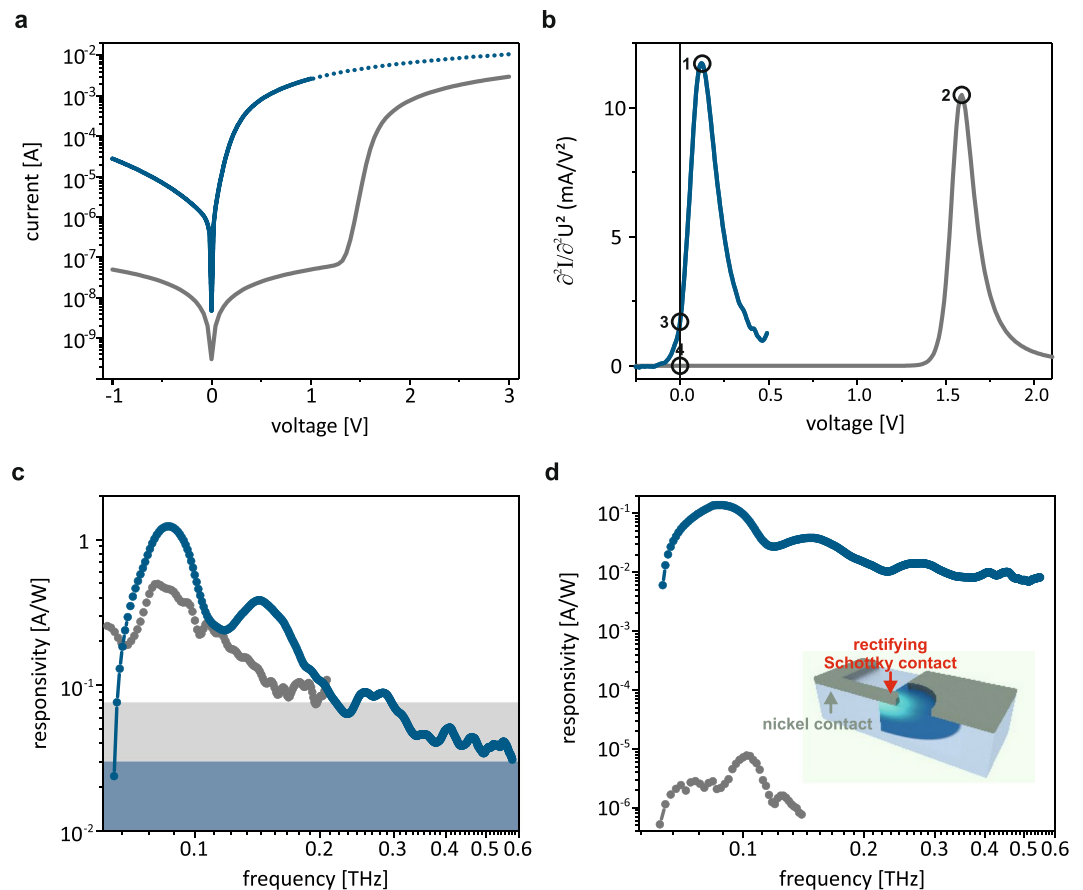 a
10⁻²
10⁻³
10⁻⁴
10⁻⁵
10⁻⁶
10⁻⁷
10⁻⁸
10⁻⁹
current [A]
-1 0 1 2 3
voltage [V]
b
10
5
0
∂²I/∂²U² (mA/V²)
1
2
3
4
0.0 0.5 1.0 1.5 2.0
voltage [V]
c
1
10⁻¹
10⁻²
responsivity [A/W]
0.1 0.2 0.3 0.4 0.5 0.6
frequency [THz]
d
10⁻¹
10⁻²
10⁻³
10⁻⁴
10⁻⁵
10⁻⁶
responsivity [A/W]
rectifying
Schottky contact
nickel contact
0.1 0.2 0.3 0.4 0.5 0.6
frequency [THz]